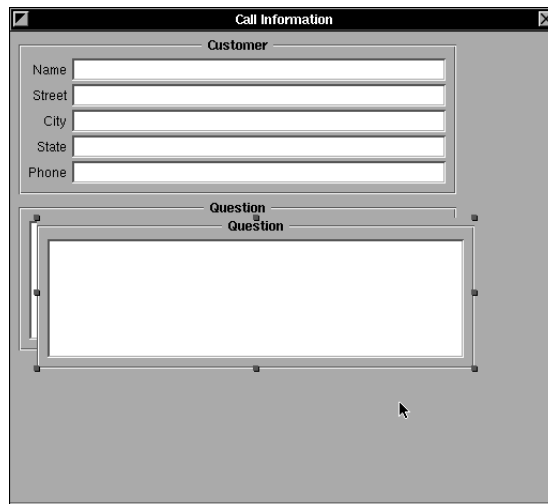 Call Information
Customer
Name
Street
City
State
Phone
Question
Question